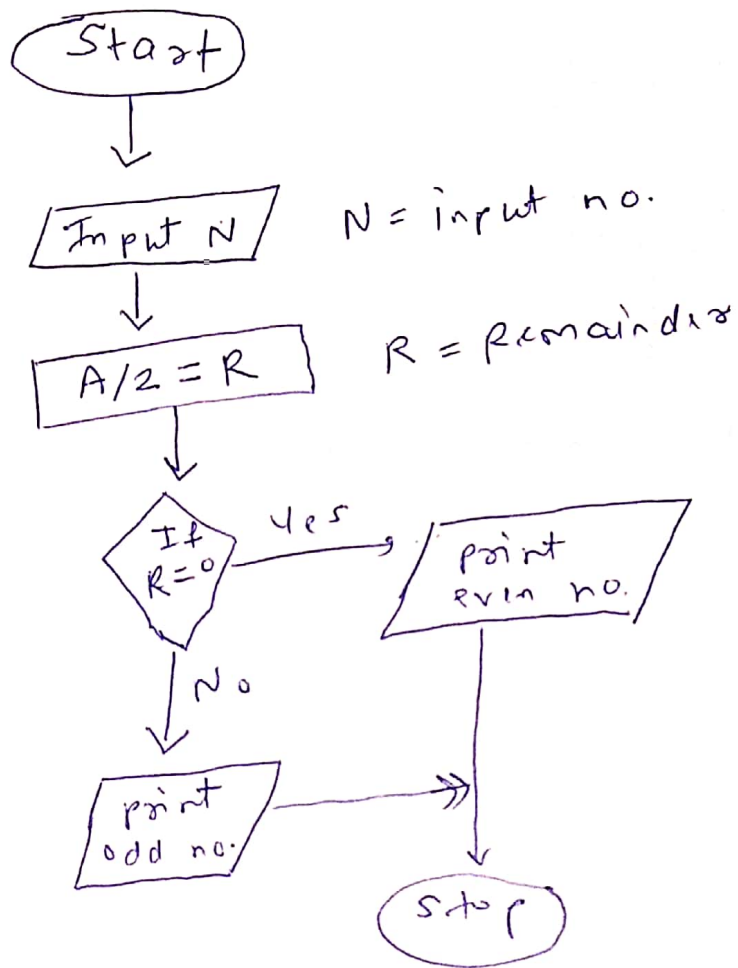 Start
Input N
N = input no.
A/2 = R
R = Remainder
If
R=0
Yes
print
even no.
No
print
odd no.
stop